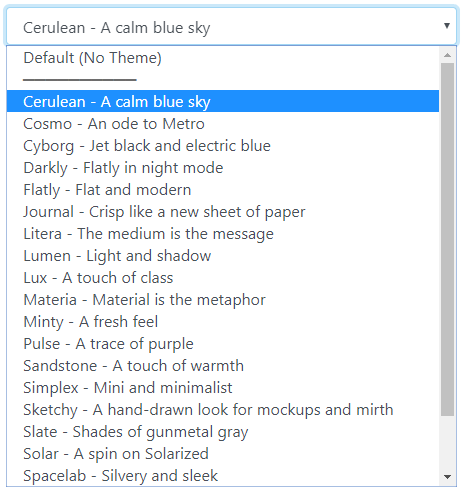 Cerulean - A calm blue sky
Default (No Theme)
Cerulean - A calm blue sky
Cosmo - An ode to Metro
Cyborg - Jet black and electric blue
Darkly - Flatly in night mode
Flatly - Flat and modern
Journal - Crisp like a new sheet of paper
Litera - The medium is the message
Lumen - Light and shadow
Lux - A touch of class
Materia - Material is the metaphor
Minty - A fresh feel
Pulse - A trace of purple
Sandstone - A touch of warmth
Simplex - Mini and minimalist
Sketchy - A hand-drawn look for mockups and mirth
Slate - Shades of gunmetal gray
Solar - A spin on Solarized
Spacelab - Silvery and sleek